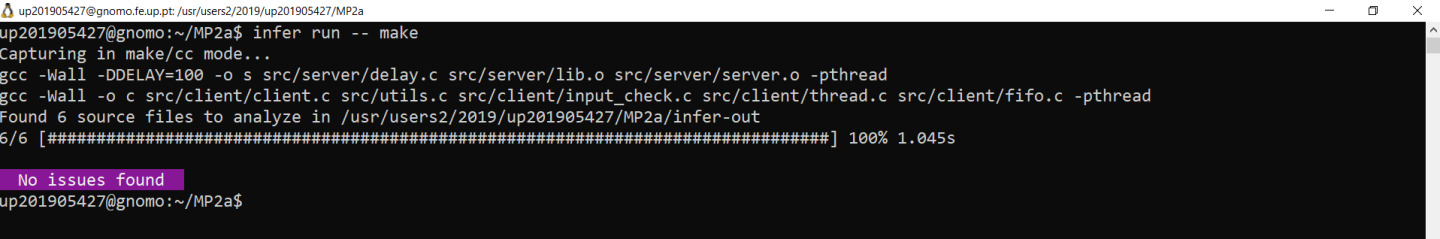 up201905427@gnomo.fe.up.pt: /usr/users2/2019/up201905427/MP2a
up201905427@gnomo:~/MP2a$ infer run -- make
Capturing in make/cc mode...
gcc -Wall -DDELAY=100 -o s src/server/delay.c src/server/lib.o src/server/server.o -pthread
gcc -Wall -o c src/client/client.c src/utils.c src/client/input_check.c src/client/thread.c src/client/fifo.c -pthread
Found 6 source files to analyze in /usr/users2/2019/up201905427/MP2a/infer-out
6/6 [################################################################################] 100% 1.045s
No issues found
up201905427@gnomo:~/MP2a$